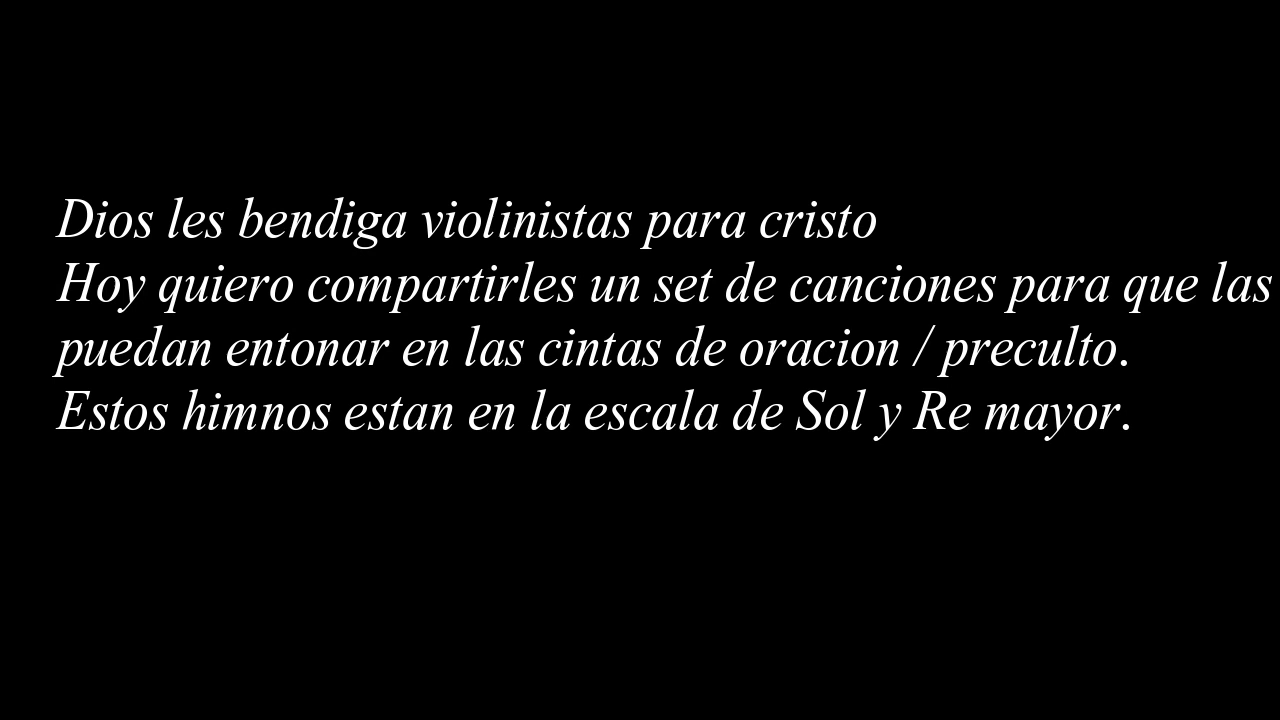 Dios les bendiga violinistas para cristo
Hoy quiero compartirles un set de canciones para que las
puedan entonar en las cintas de oracion / preculto.
Estos himnos estan en la escala de Sol y Re mayor.